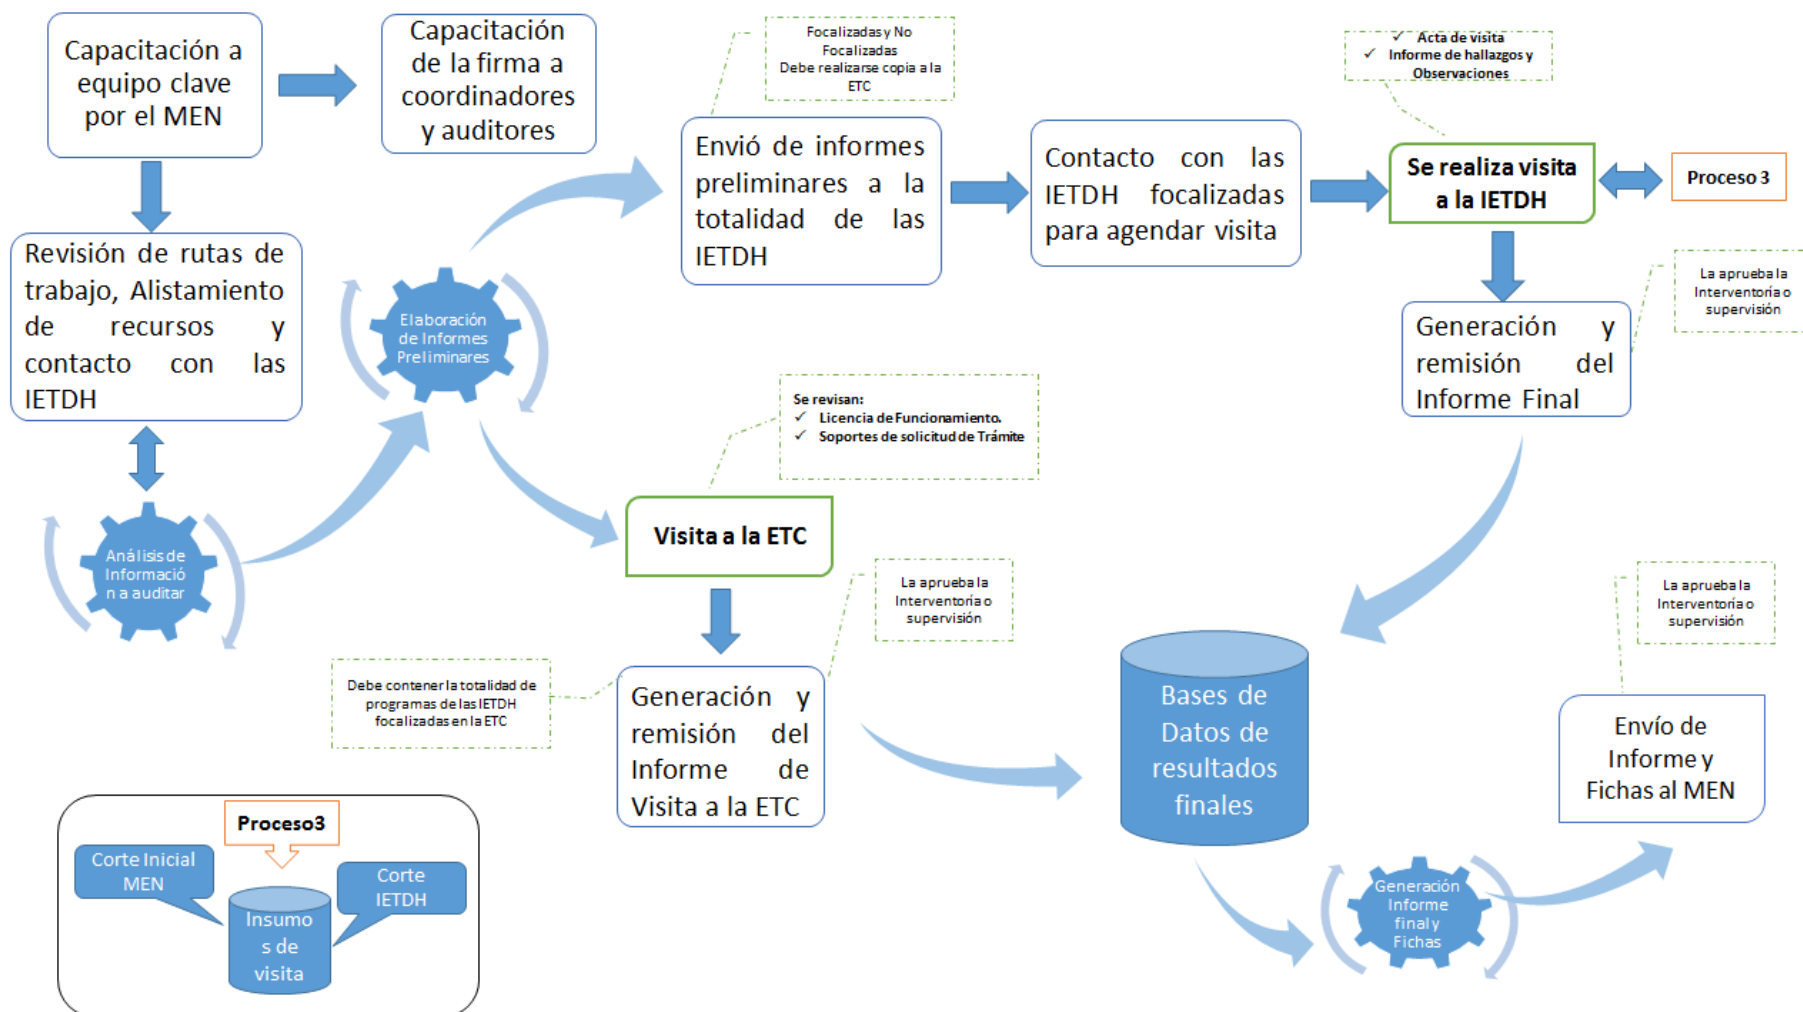 Capacitación a
equipo clave
por el MEN
Capacitación
de la firma a
coordinadores
y auditores
Focalizadas y No
Focalizadas
Debe realizarse copia a la
ETC
✓ Acta de visita
✓ Informe de hallazgos y
Observaciones
Envió de informes
preliminares a la
totalidad de las
IETDH
Contacto con las
IETDH focalizadas
para agendar visita
Se realiza visita
a la IETDH
Proceso 3
Revisión de rutas de
trabajo, Alistamiento
de recursos y
contacto con las
IETDH
Elaboración
de Informes
Preliminares
La aprueba la
Interventoría o
supervisión
Generación y
remisión del
Informe Final
Se revisan:
✓ Licencia de Funcionamiento.
✓ Soportes de solicitud de Trámite
Análisis de
Informació
n a auditar
Visita a la ETC
La aprueba la
Interventoría o
supervisión
La aprueba la
Interventoría o
supervisión
Debe contener la totalidad de
programas de las IETDH
focalizadas en la ETC
Generación y
remisión del
Informe de
Visita a la ETC
Bases de
Datos de
resultados
finales
Envío de
Informe y
Fichas al MEN
Proceso3
Corte Inicial
MEN
Corte
IETDH
Insumo
s de
visita
Generación
Informe
final y
Fichas